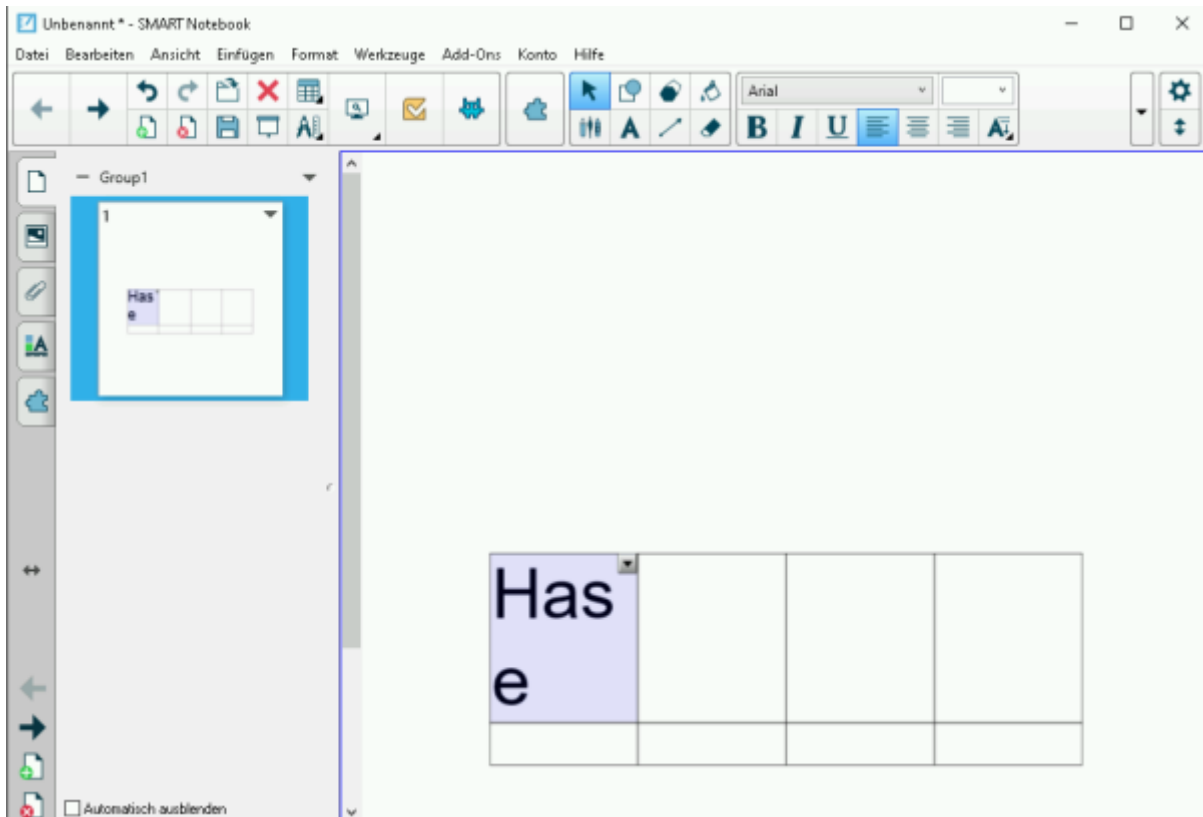 Unbenannt * - SMART Notebook
Datei Bearbeiten Ansicht Einfügen Format Werkzeuge Add-Ons Konto Hilfe
Arial
A B I U A
Group1
1
Has
e
Has
e
Automatisch ausblenden